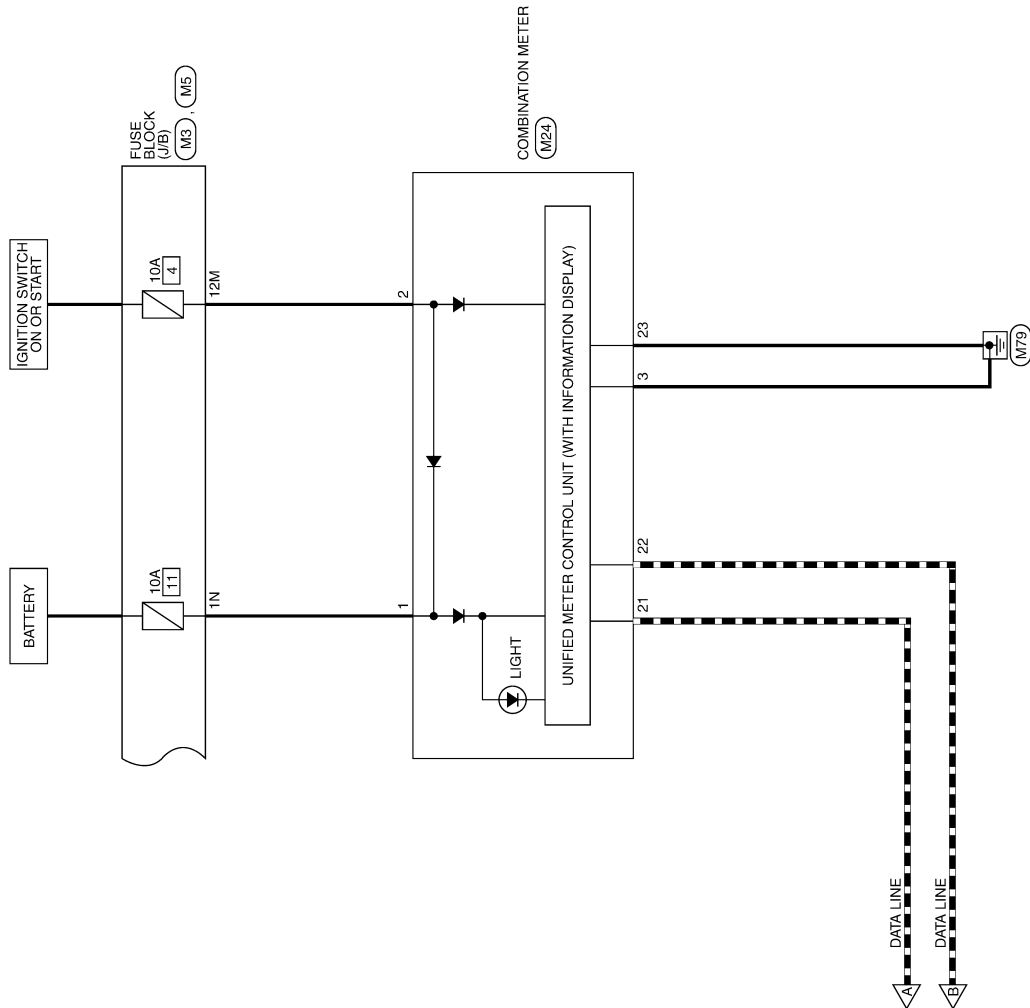 IGNITION SWITCH
ON OR START
BATTERY
FUSE
BLOCK
(J/B)
M3 , M5
10A
4
10A
11
12M
1N
2
1
COMBINATION METER
M24
LIGHT
UNIFIED METER CONTROL UNIT (WITH INFORMATION DISPLAY)
23
3
22
21
M79
DATA LINE
DATA LINE
A
B